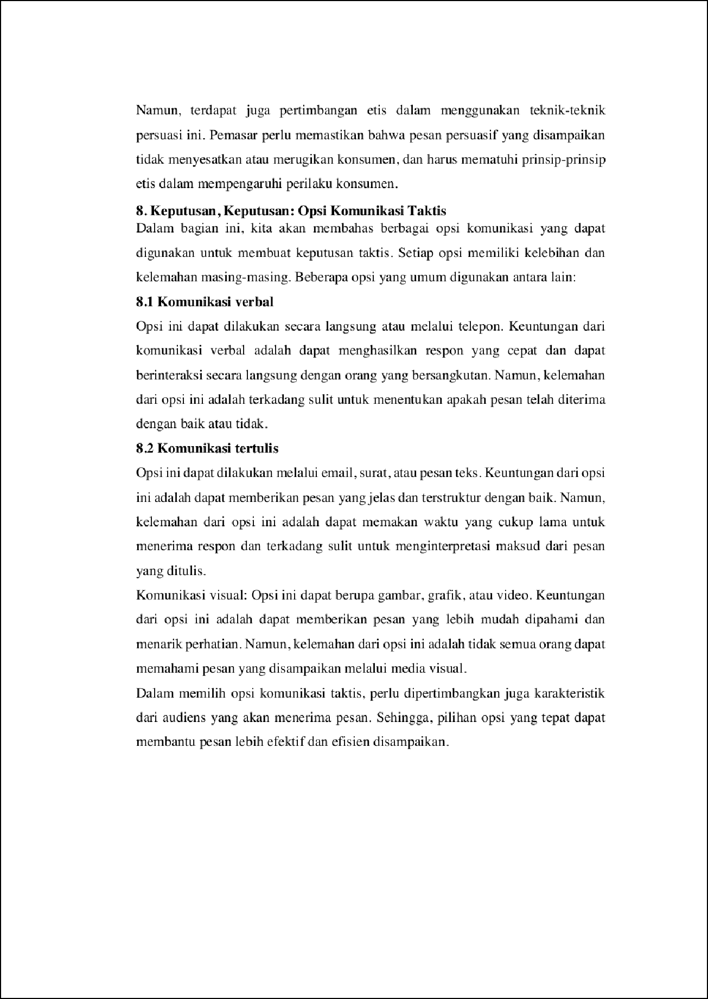 Namun, terdapat juga pertimbangan etis dalam menggunakan teknik-teknik
persuasi ini. Pemasar perlu memastikan bahwa pesan persuasif yang disampaikan
tidak menyesatkan atau merugikan konsumen, dan harus mematuhi prinsip-prinsip
etis dalam mempengaruhi perilaku konsumen.
8. Keputusan, Keputusan: Opsi Komunikasi Taktis
Dalam bagian ini, kita akan membahas berbagai opsi komunikasi yang dapat
digunakan untuk membuat keputusan taktis. Setiap opsi memiliki kelebihan dan
kelemahan masing-masing. Beberapa opsi yang umum digunakan antara lain:
8.1 Komunikasi verbal
Opsi ini dapat dilakukan secara langsung atau melalui telepon. Keuntungan dari
komunikasi verbal adalah dapat menghasilkan respon yang cepat dan dapat
berinteraksi secara langsung dengan orang yang bersangkutan. Namun, kelemahan
dari opsi ini adalah terkadang sulit untuk menentukan apakah pesan telah diterima
dengan baik atau tidak.
8.2 Komunikasi tertulis
Opsi ini dapat dilakukan melalui email, surat, atau pesan teks. Keuntungan dari opsi
ini adalah dapat memberikan pesan yang jelas dan terstruktur dengan baik. Namun,
kelemahan dari opsi ini adalah dapat memakan waktu yang cukup lama untuk
menerima respon dan terkadang sulit untuk menginterpretasi maksud dari pesan
yang ditulis.
Komunikasi visual: Opsi ini dapat berupa gambar, grafik, atau video. Keuntungan
dari opsi ini adalah dapat memberikan pesan yang lebih mudah dipahami dan
menarik perhatian. Namun, kelemahan dari opsi ini adalah tidak semua orang dapat
memahami pesan yang disampaikan melalui media visual.
Dalam memilih opsi komunikasi taktis, perlu dipertimbangkan juga karakteristik
dari audiens yang akan menerima pesan. Sehingga, pilihan opsi yang tepat dapat
membantu pesan lebih efektif dan efisien disampaikan.